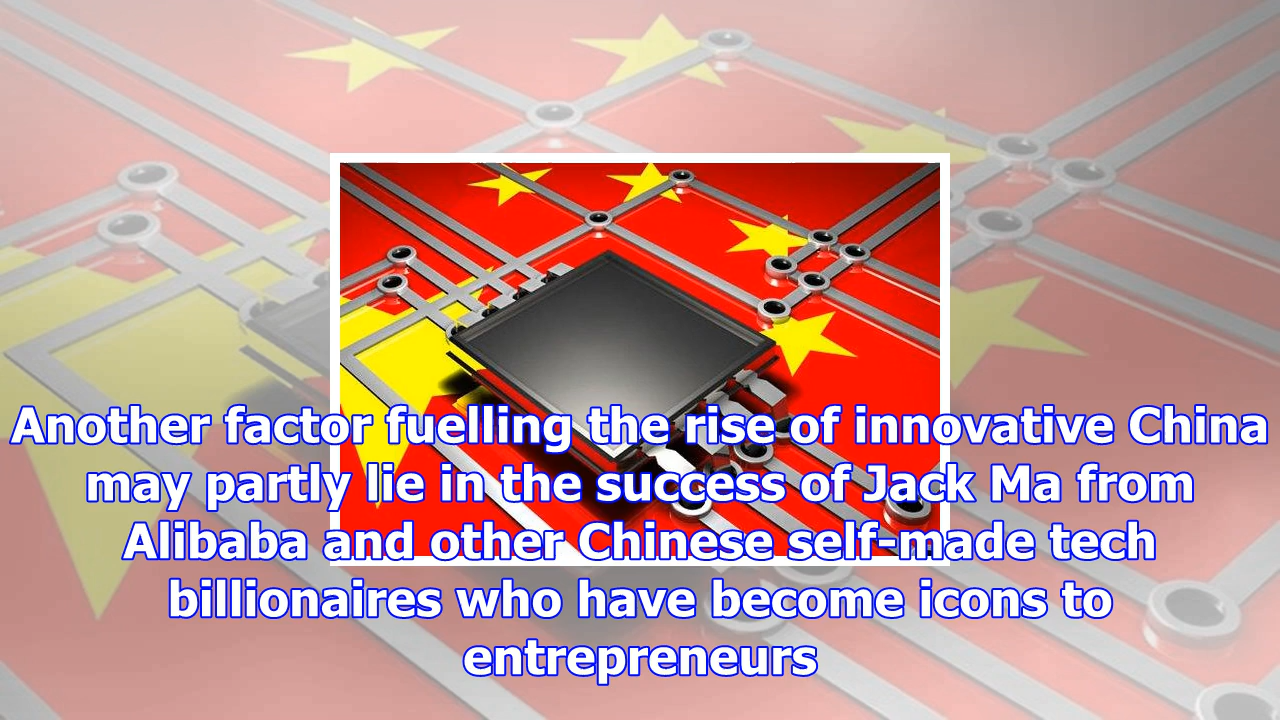 Another factor fuelling the rise of innovative China
may partly lie in the success of Jack Ma from
Alibaba and other Chinese self-made tech
billionaires who have become icons to
entrepreneurs